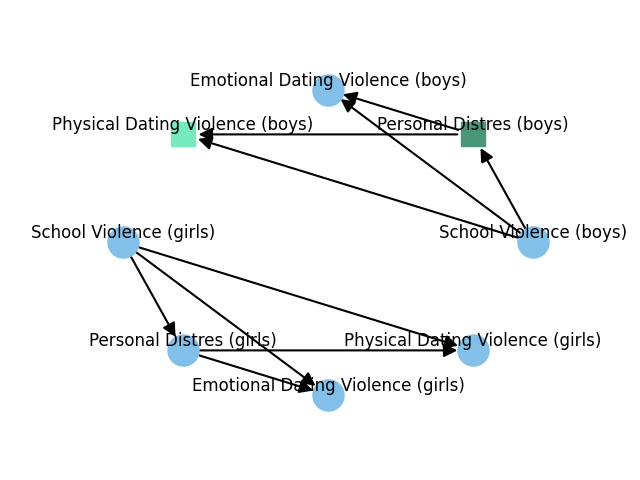 Emotional Dating Violence (boys)
Physical Dating Violence (boys)
Personal Distres (boys)
School Violence (girls)
School Violence (boys)
Personal Distres (girls)
Physical Dating Violence (girls)
Emotional Dating Violence (girls)